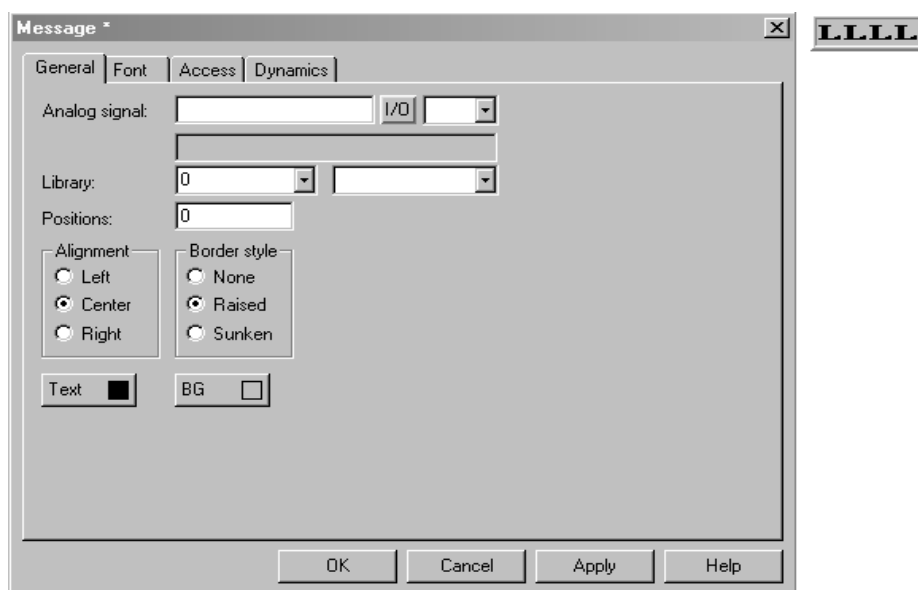 Message *
LLLL
General Font Access Dynamics
Analog signal: I/O
Library: 0
Positions: 0
Alignment Border style
Left None
Center Raised
Right Sunken
Text BG
OK Cancel Apply Help